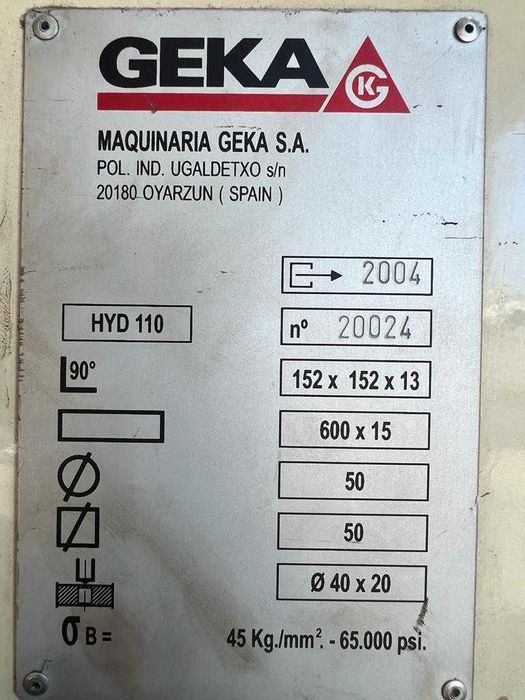 GEKA
KG
MAQUINARIA GEKA S.A.
POL. IND. UGALDETXO s/n
20180 OYARZUN ( SPAIN )
2004
HYD 110 nº 20024
90° 152 x 152 x 13
600 x 15
50
50
Ø 40 x 20
σ B = 45 Kg./mm². - 65.000 psi.